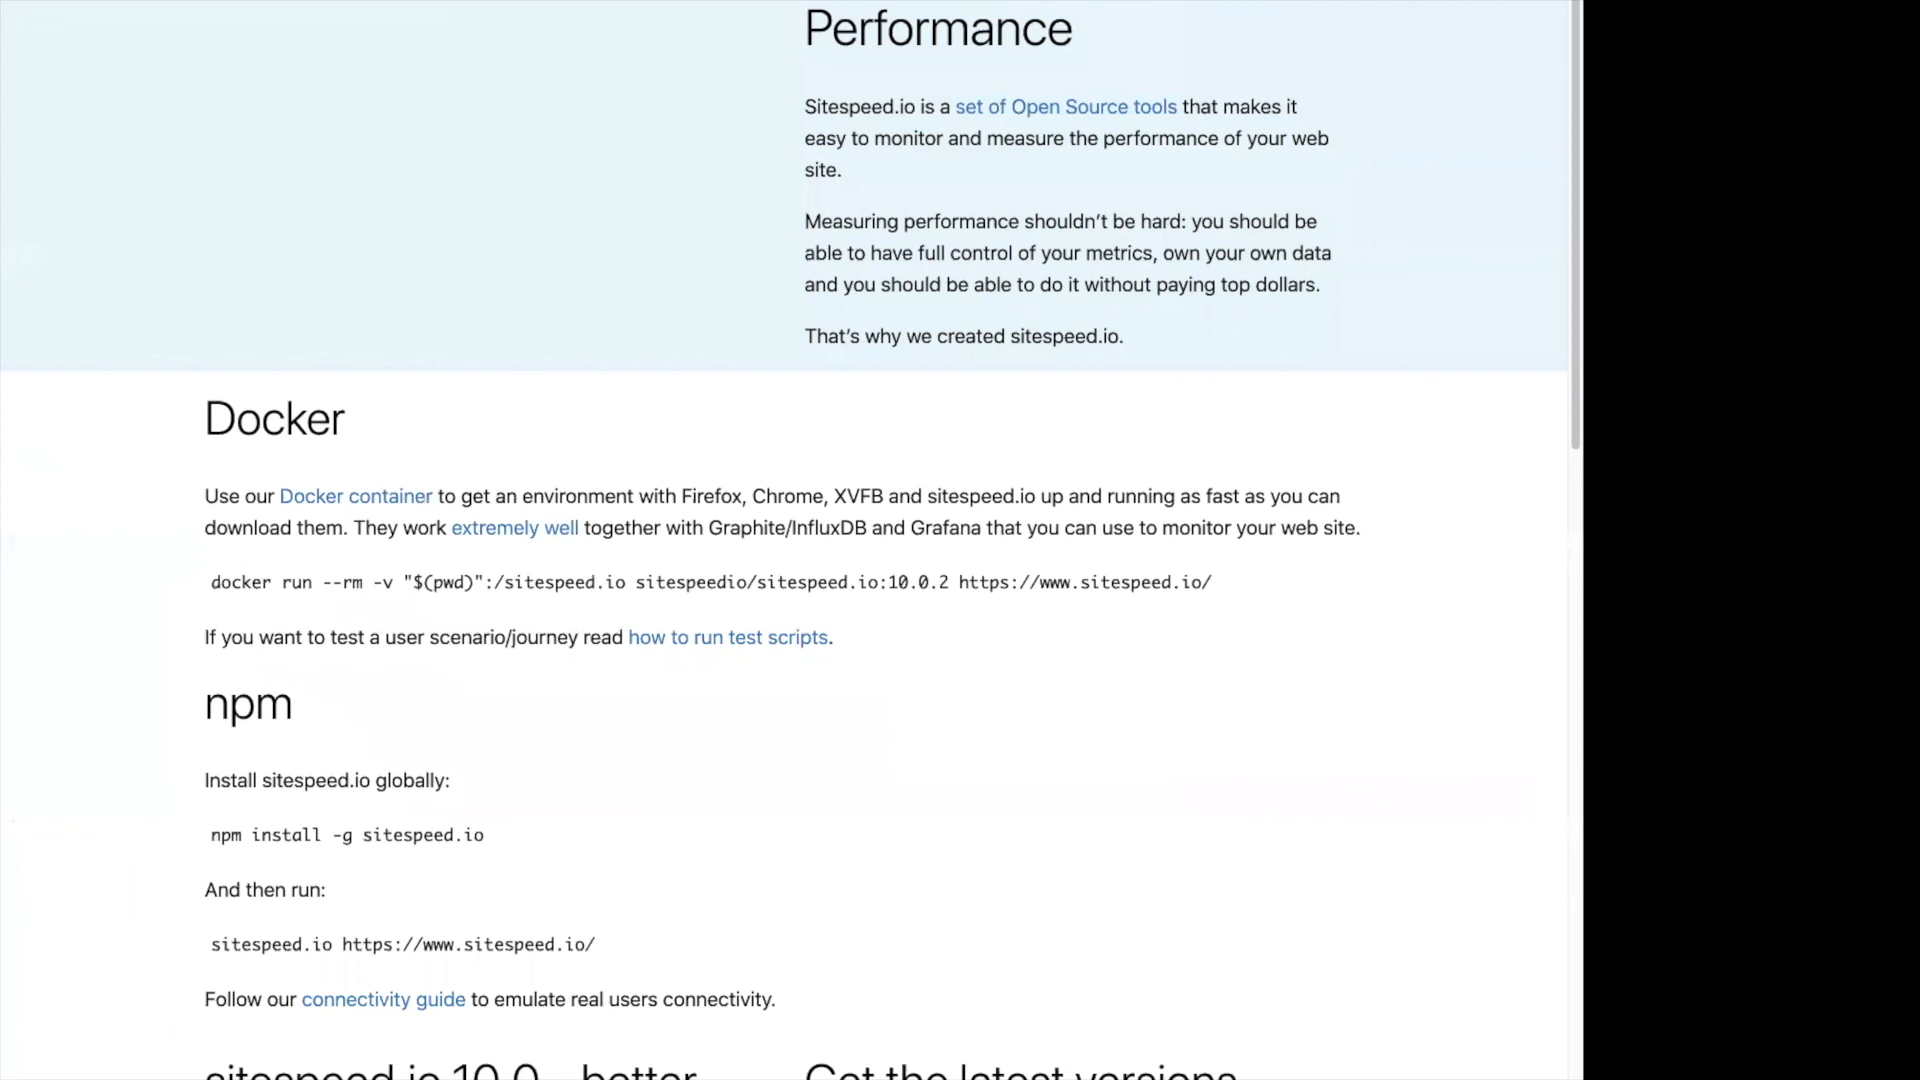 Performance
Sitespeed.io is a set of Open Source tools that makes it
easy to monitor and measure the performance of your web
site.
Measuring performance shouldn’t be hard: you should be
able to have full control of your metrics, own your own data
and you should be able to do it without paying top dollars.
That’s why we created sitespeed.io.
Docker
Use our Docker container to get an environment with Firefox, Chrome, XVFB and sitespeed.io up and running as fast as you can
download them. They work extremely well together with Graphite/InfluxDB and Grafana that you can use to monitor your web site.
docker run --rm -v "$(pwd)":/sitespeed.io sitespeedio/sitespeed.io:10.0.2 https://www.sitespeed.io/
If you want to test a user scenario/journey read how to run test scripts.
npm
Install sitespeed.io globally:
npm install -g sitespeed.io
And then run:
sitespeed.io https://www.sitespeed.io/
Follow our connectivity guide to emulate real users connectivity.
sitespeed.io 10.0 - better
Get the latest versions